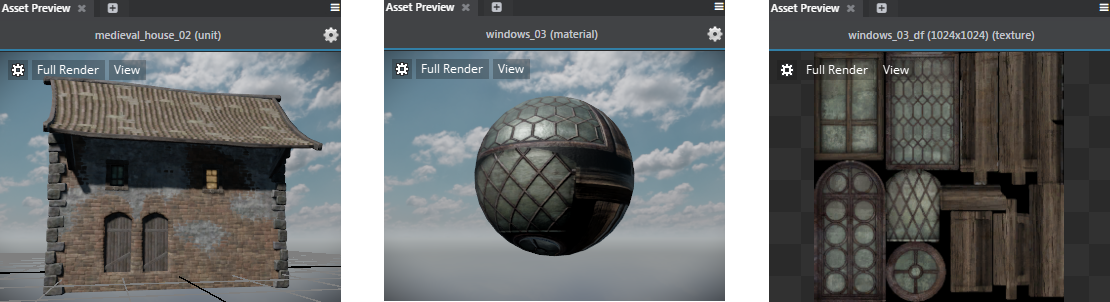 Asset Preview
medieval_house_02 (unit)
Full Render View
Asset Preview
windows_03 (material)
Full Render View
Asset Preview
windows_03_df (1024x1024) (texture)
Full Render View